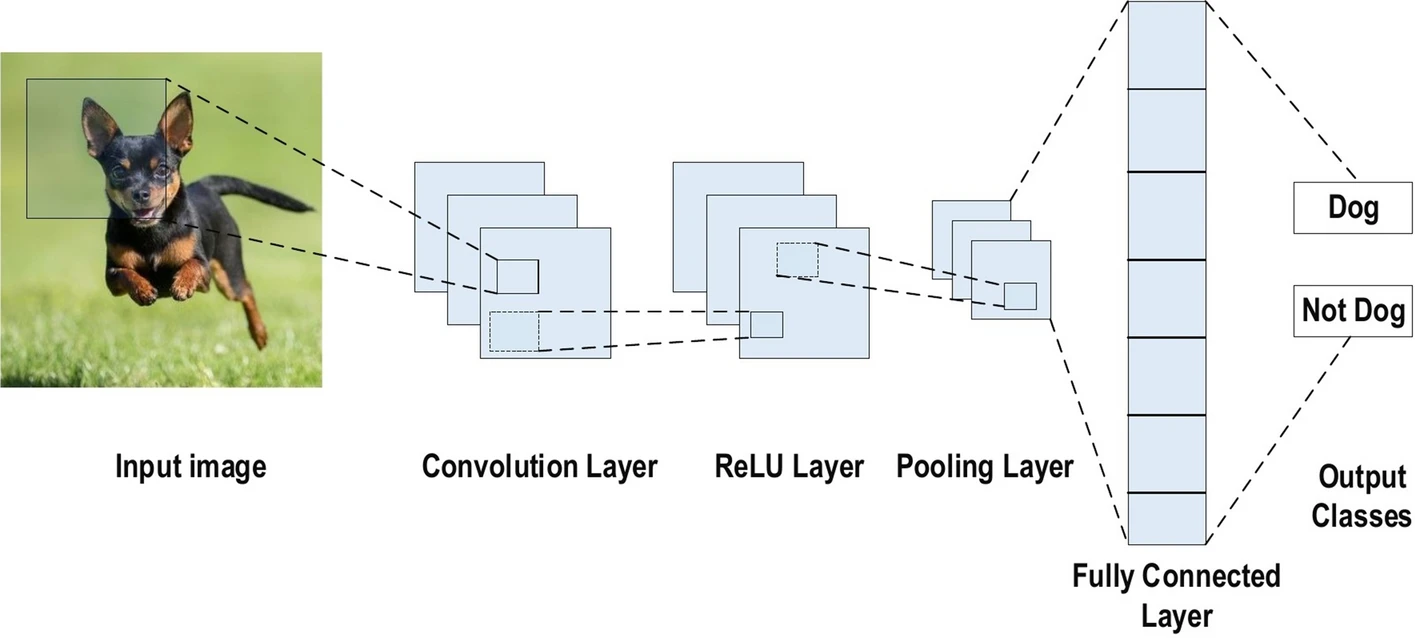 Dog
Not Dog
Input image
Convolution Layer
ReLU Layer
Pooling Layer
Output
Classes
Fully Connected
Layer